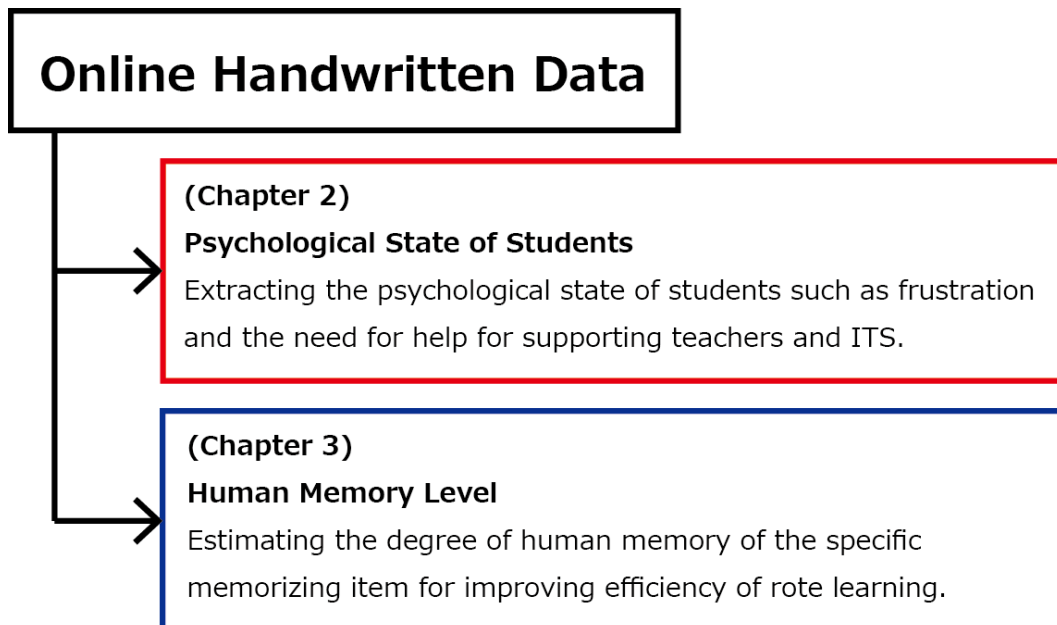 Online Handwritten Data
(Chapter 2)
Psychological State of Students
Extracting the psychological state of students such as frustration
and the need for help for supporting teachers and ITS.
(Chapter 3)
Human Memory Level
Estimating the degree of human memory of the specific
memorizing item for improving efficiency of rote learning.